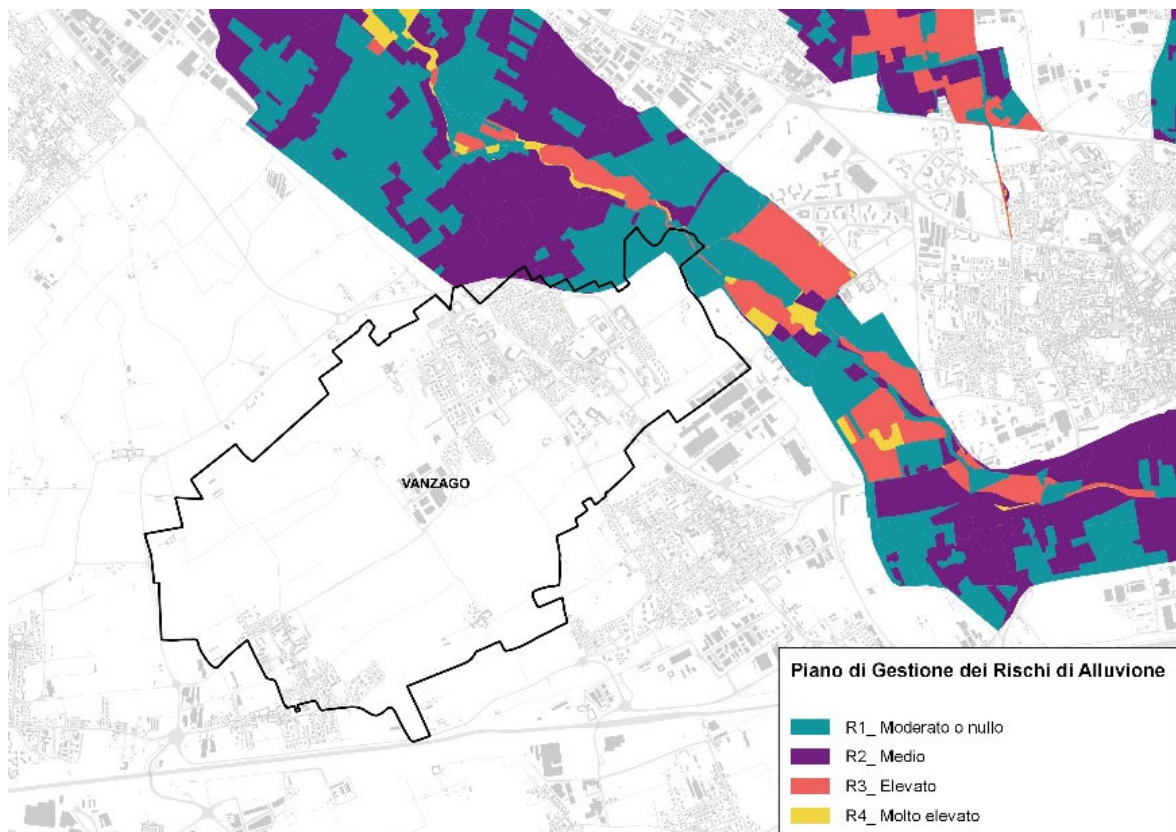 VANZAGO
Piano di Gestione dei Rischi di Alluvione
R1_ Moderato o nullo
R2_ Medio
R3_ Elevato
R4_ Molto elevato